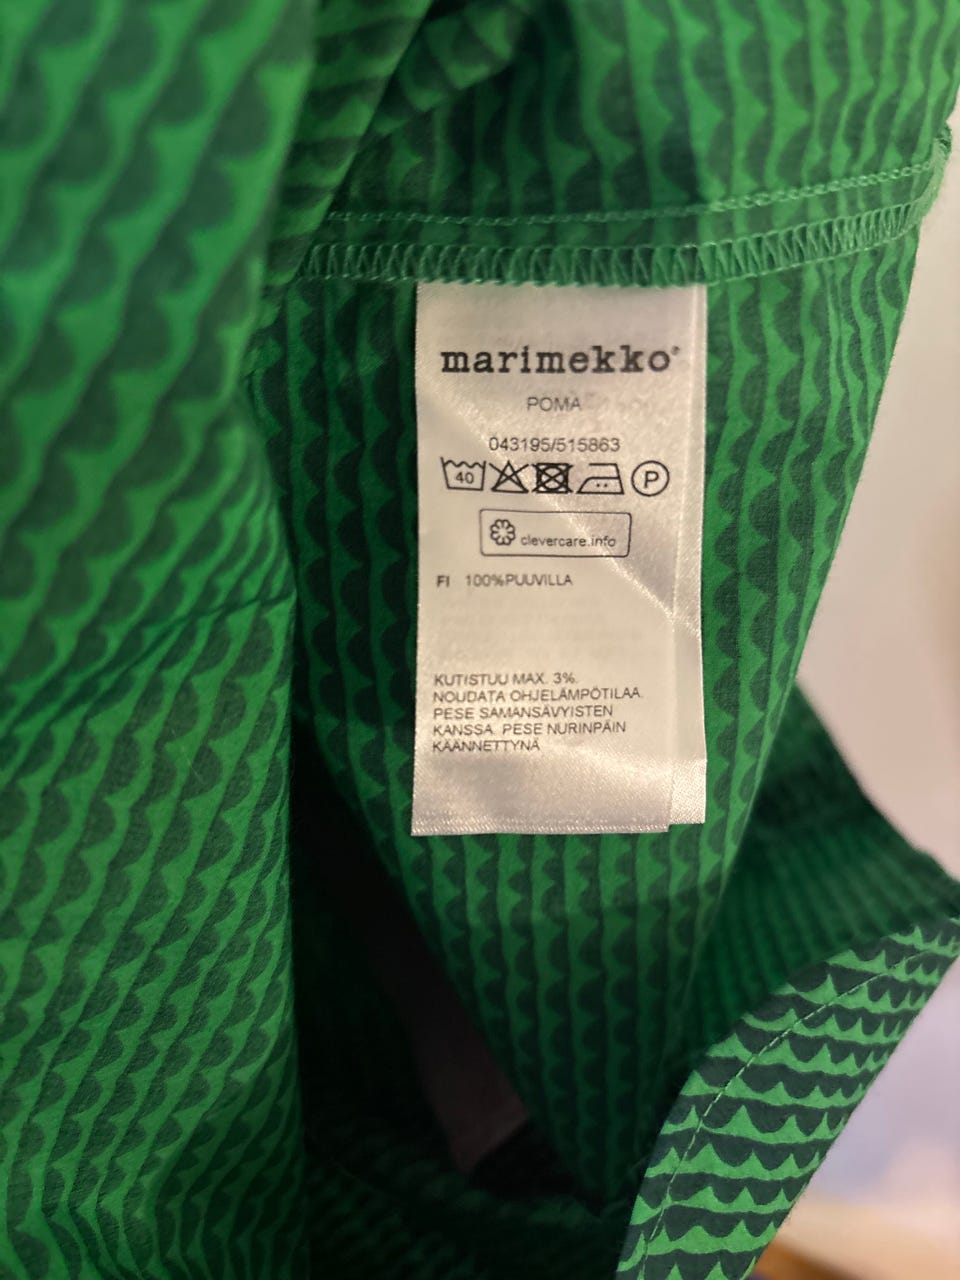 marimekko®
POMA
043195/515863
40 P
clevercare.info
FI 100%PUUVILLA
KUTISTUU MAX. 3%.
NOUDATA OHJELÄMPÖTILAA.
PESE SAMANSÄVYISTEN
KANSSA. PESE NURINPÄIN
KÄÄNNETTYNÄ